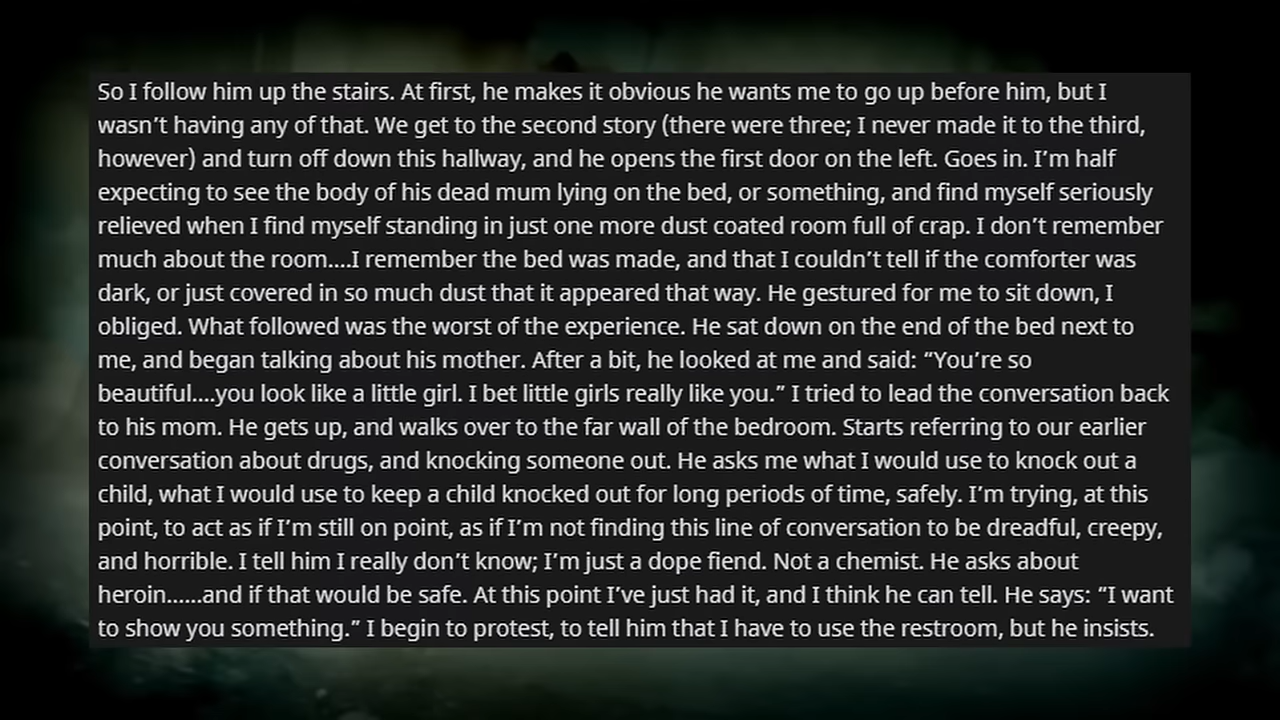 So I follow him up the stairs. At first, he makes it obvious he wants me to go up before him, but I
wasn’t having any of that. We get to the second story (there were three; I never made it to the third,
however) and turn off down this hallway, and he opens the first door on the left. Goes in. I’m half
expecting to see the body of his dead mum lying on the bed, or something, and find myself seriously
relieved when I find myself standing in just one more dust coated room full of crap. I don’t remember
much about the room....I remember the bed was made, and that I couldn’t tell if the comforter was
dark, or just covered in so much dust that it appeared that way. He gestured for me to sit down, I
obliged. What followed was the worst of the experience. He sat down on the end of the bed next to
me, and began talking about his mother. After a bit, he looked at me and said: “You’re so
beautiful....you look like a little girl. I bet little girls really like you.” I tried to lead the conversation back
to his mom. He gets up, and walks over to the far wall of the bedroom. Starts referring to our earlier
conversation about drugs, and knocking someone out. He asks me what I would use to knock out a
child, what I would use to keep a child knocked out for long periods of time, safely. I’m trying, at this
point, to act as if I’m still on point, as if I’m not finding this line of conversation to be dreadful, creepy,
and horrible. I tell him I really don’t know; I’m just a dope fiend. Not a chemist. He asks about
heroin......and if that would be safe. At this point I’ve just had it, and I think he can tell. He says: “I want
to show you something.” I begin to protest, to tell him that I have to use the restroom, but he insists.